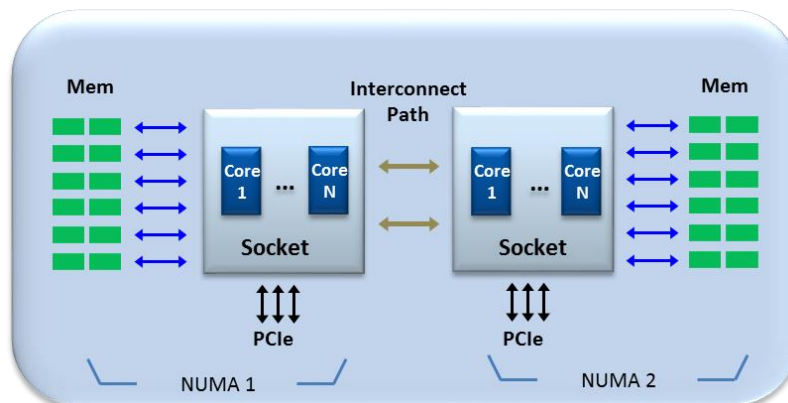 Mem
Interconnect
Path
Mem
Core
1
...
Core
N
Socket
Core
1
...
Core
N
Socket
PCIe
PCIe
NUMA 1
NUMA 2